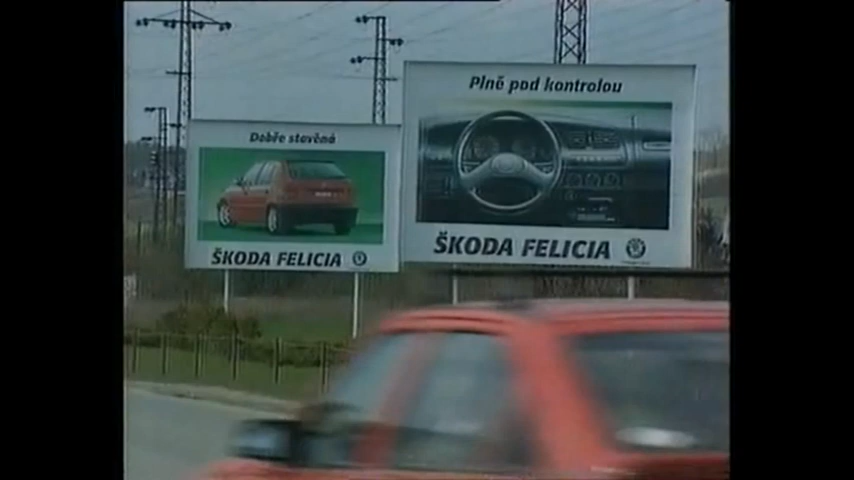 Dobře stavěná
ŠKODA FELICIA
Plně pod kontrolou
ŠKODA FELICIA